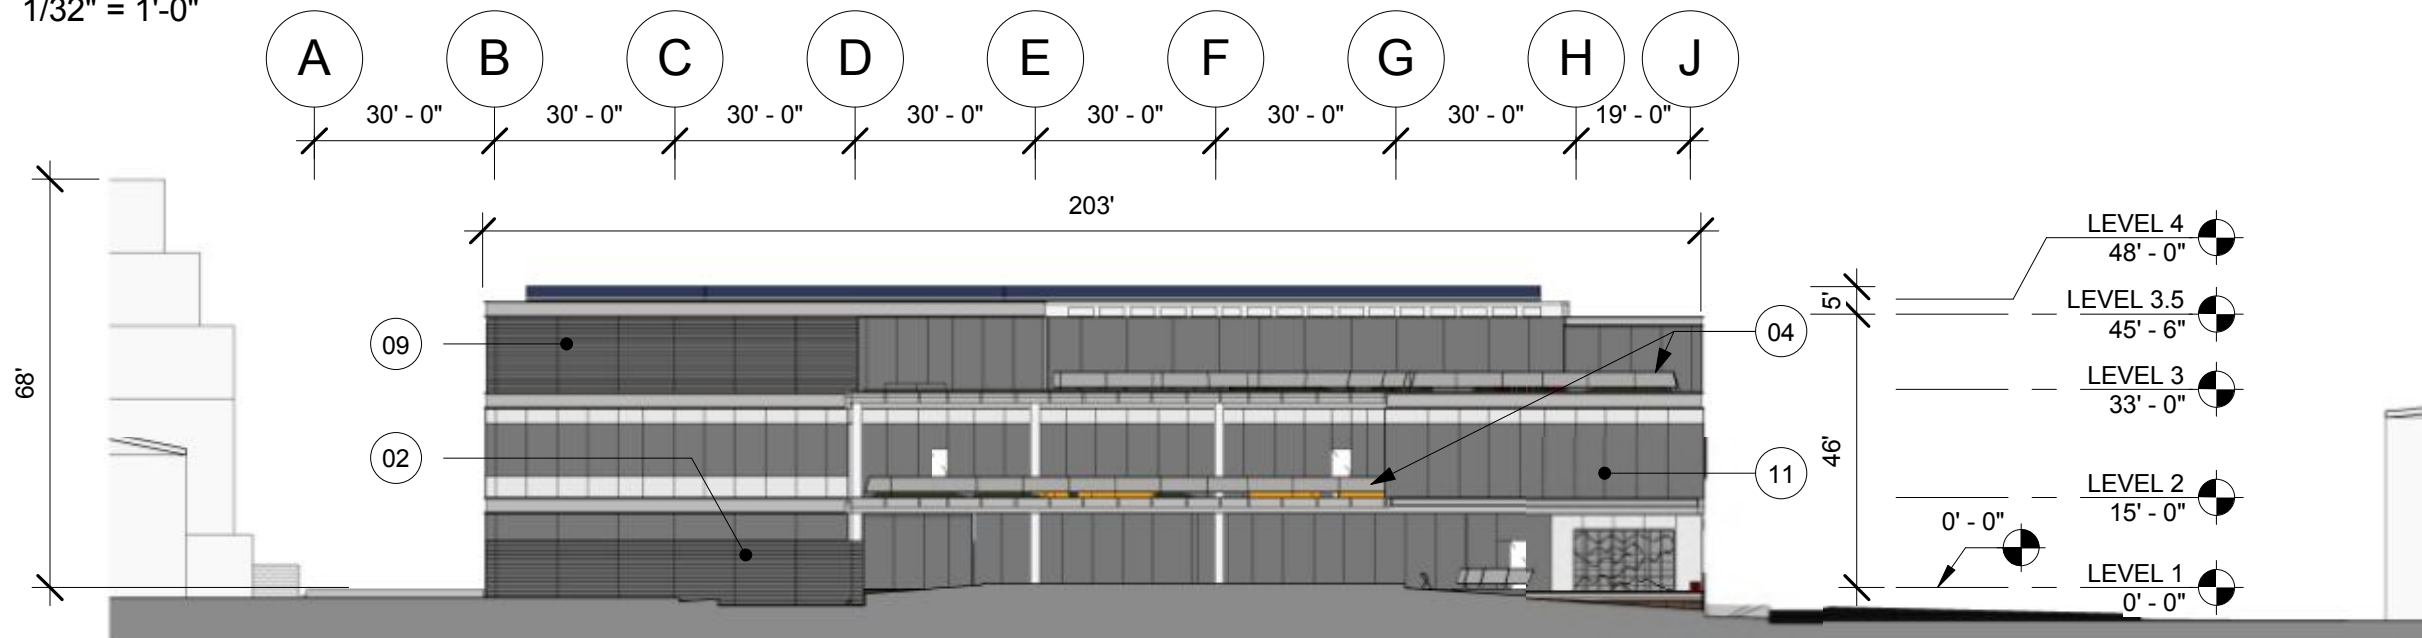 1/32" = 1'-0"
A B C D E F G H J
30' - 0" 30' - 0" 30' - 0" 30' - 0" 30' - 0" 30' - 0" 30' - 0" 19' - 0"
203'
LEVEL 4
48' - 0"
5'
LEVEL 3.5
45' - 6"
09
04
68'
LEVEL 3
33' - 0"
46'
02
11
LEVEL 2
15' - 0"
0' - 0"
LEVEL 1
0' - 0"